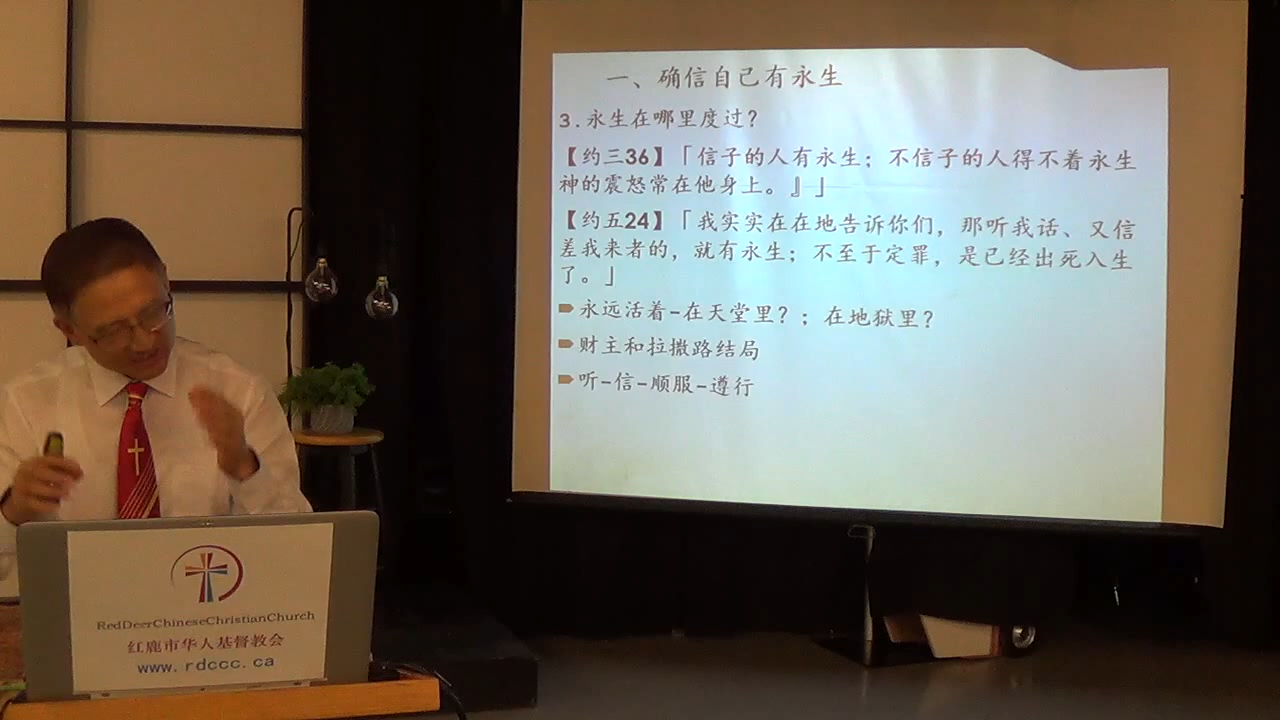 一、确信自己有永生
3.永生在哪里度过?
【约三36】「信子的人有永生;不信子的人得不着永生
神的震怒常在他身上。』」
【约五24】「我实实在在地告诉你们,那听我话、又信
差我来者的,就有永生;不至于定罪,是已经出死入生
了。」
永远活着-在天堂里?;在地狱里?
财主和拉撒路结局
听-信-顺服-遵行
RedDeerChineseChristianChurch
红鹿市华人基督教会
www.rdccc.ca